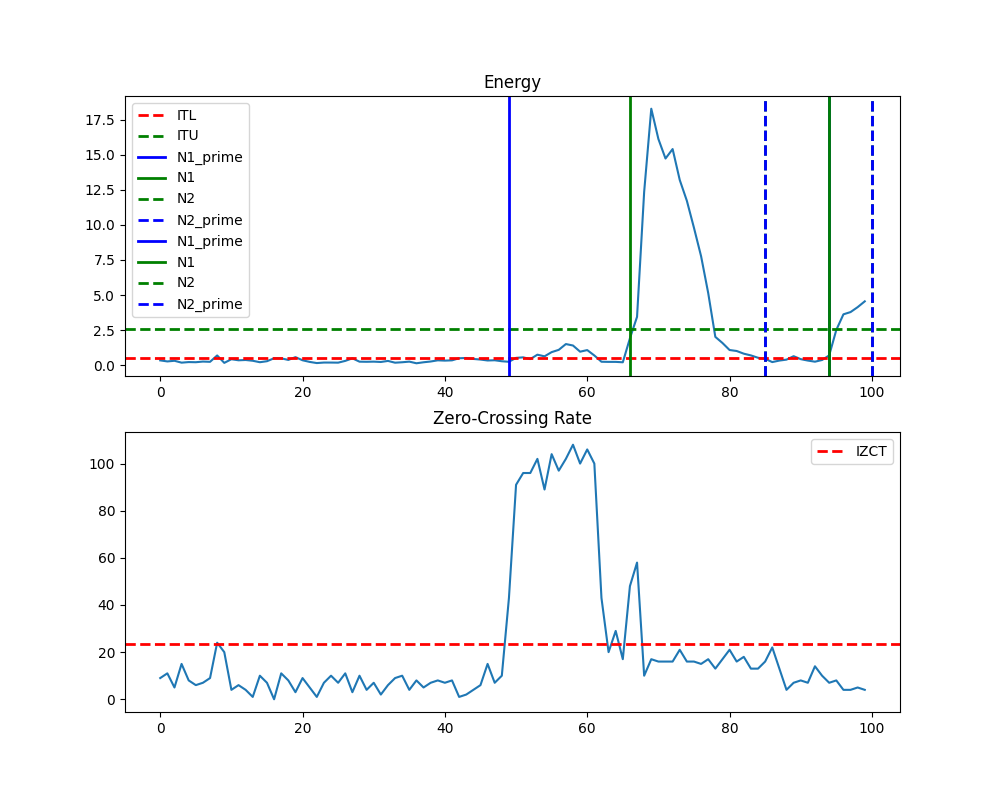 Energy
17.5
15.0
12.5
10.0
7.5
5.0
2.5
0.0
ITL
ITU
N1_prime
N1
N2
N2_prime
N1_prime
N1
N2
N2_prime
0 20 40 60 80 100
Zero-Crossing Rate
100
80
60
40
20
0
IZCT
0 20 40 60 80 100